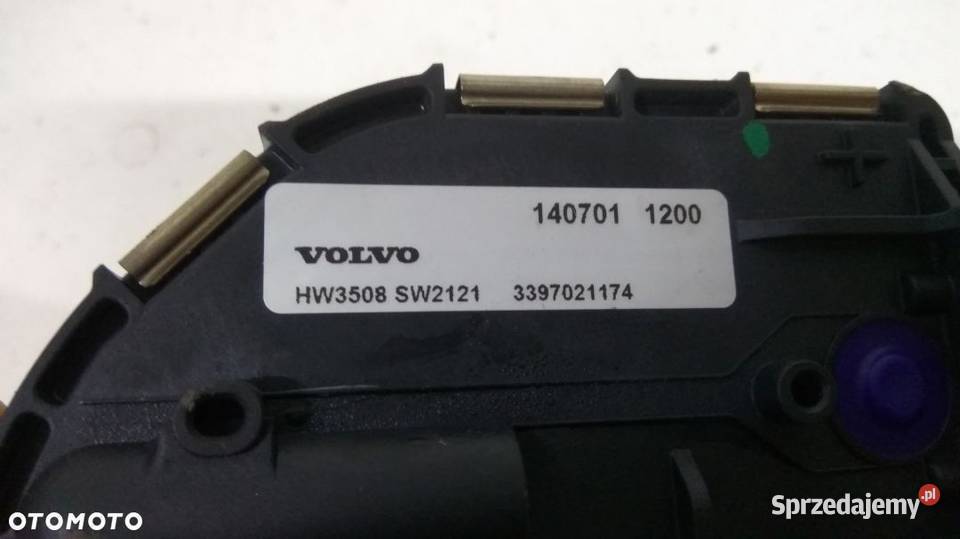 140701 1200
VOLVO
HW3508 SW2121 3397021174
OTOMOTO
Sprzedajemy.pl